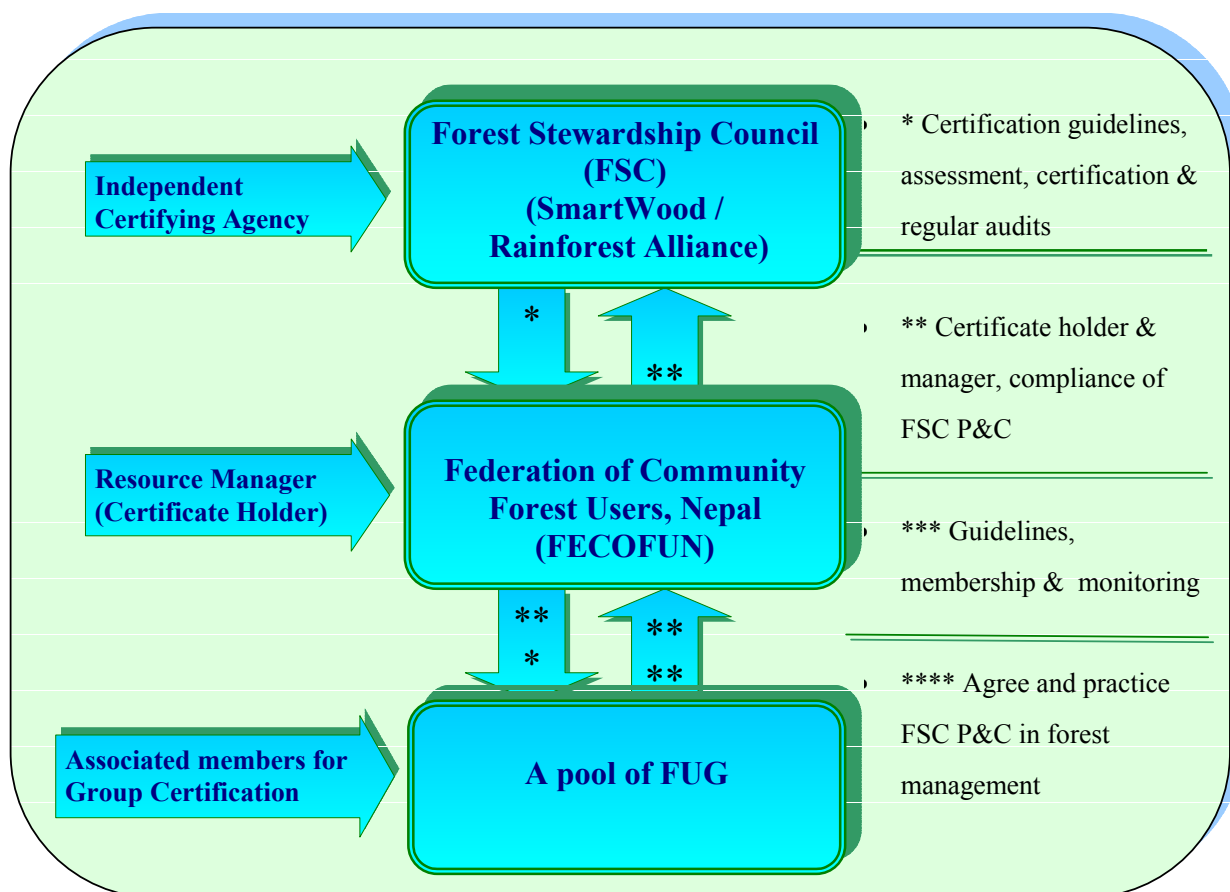 Independent
Certifying Agency
Forest Stewardship Council
(FSC)
(SmartWood /
Rainforest Alliance)
* Certification guidelines,
assessment, certification &
regular audits
*
**
** Certificate holder &
manager, compliance of
FSC P&C
Resource Manager
(Certificate Holder)
Federation of Community
Forest Users, Nepal
(FECOFUN)
*** Guidelines,
membership & monitoring
**
*
**
**
**** Agree and practice
FSC P&C in forest
management
Associated members for
Group Certification
A pool of FUG